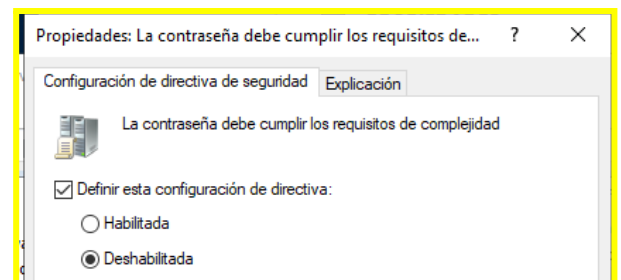 Propiedades: La contraseña debe cumplir los requisitos de... ?
Configuración de directiva de seguridad Explicación
La contraseña debe cumplir los requisitos de complejidad
Definir esta configuración de directiva:
Habilitada
Deshabilitada